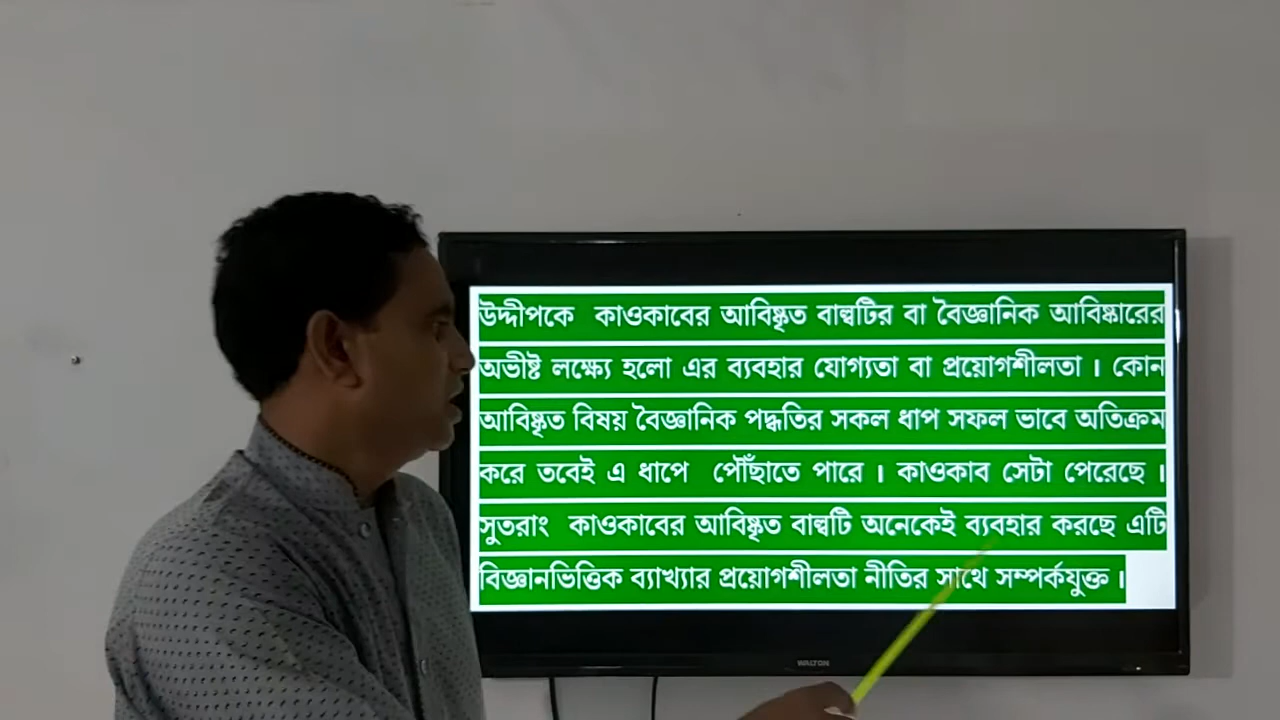 উদ্দীপকে কাওকাবের আবিষ্কৃত বাল্বটির বা বৈজ্ঞানিক আবিষ্কারের
অভীষ্ট লক্ষ্যে হলো এর ব্যবহার যোগ্যতা বা প্রয়োগশীলতা । কোন
আবিষ্কৃত বিষয় বৈজ্ঞানিক পদ্ধতির সকল ধাপ সফল ভাবে অতিক্রম
করে তবেই এ ধাপে পৌঁছাতে পারে । কাওকাব সেটা পেরেছে ।
সুতরাং কাওকাবের আবিষ্কৃত বাল্বটি অনেকেই ব্যবহার করছে এটি
বিজ্ঞানভিত্তিক ব্যাখ্যার প্রয়োগশীলতা নীতির সাথে সম্পর্কযুক্ত ।
WALTON